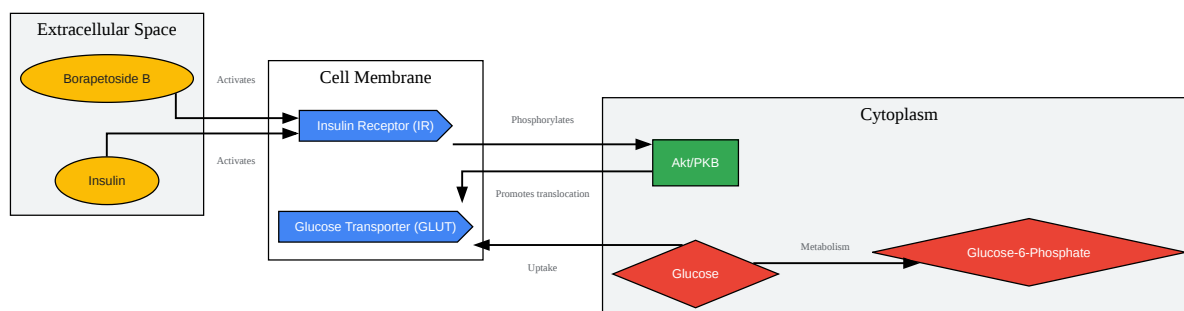 Extracellular Space
Borapetoside B
Insulin
Activates
Activates
Cell Membrane
Insulin Receptor (IR)
Glucose Transporter (GLUT)
Phosphorylates
Promotes translocation
Uptake
Cytoplasm
Akt/PKB
Glucose
Metabolism
Glucose-6-Phosphate